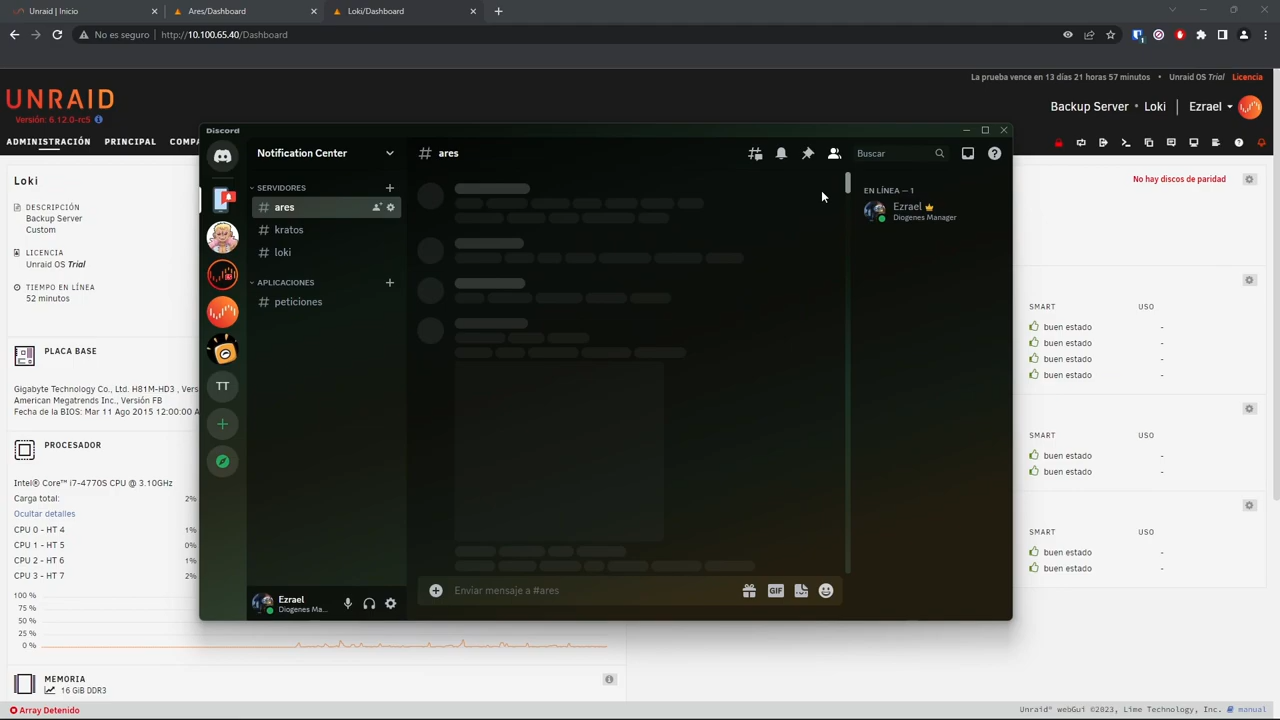 Unraid | Inicio
Ares/Dashboard
Loki/Dashboard
No es seguro
http://10.100.65.40/Dashboard
La prueba vence en 13 días 21 horas 57 minutos • Unraid OS Trial Licencia
UNRAID
Versión: 6.12.0-rc5
Backup Server • Loki
Ezrael
ADMINISTRACIÓN
PRINCIPAL
COMPA
Loki
DESCRIPCIÓN
Backup Server
Custom
LICENCIA
Unraid OS Trial
TIEMPO EN LÍNEA
52 minutos
PLACA BASE
Gigabyte Technology Co., Ltd. H81M-HD3 , Vers
American Megatrends Inc., Versión FB
Fecha de la BIOS: Mar 11 Ago 2015 12:00:00 A
PROCESADOR
Intel® Core™ i7-4770S CPU @ 3.10GHz
Carga total: 2%
Ocultar detalles
CPU 0 - HT 4 1%
CPU 1 - HT 5 0%
CPU 2 - HT 6 1%
CPU 3 - HT 7 2%
100 %
75 %
50 %
25 %
0 %
MEMORIA
16 GiB DDR3
Array Detenido
Discord
Notification Center
SERVIDORES
ares
kratos
loki
APLICACIONES
peticiones
TT
Ezrael
Diogenes Ma...
ares
Buscar
Enviar mensaje a #ares
GIF
EN LÍNEA — 1
Ezrael
Diogenes Manager
No hay discos de paridad
SMART USO
buen estado -
buen estado -
buen estado -
buen estado -
SMART USO
buen estado -
buen estado -
SMART USO
buen estado -
buen estado -
Unraid® webGui ©2023, Lime Technology, Inc. manual